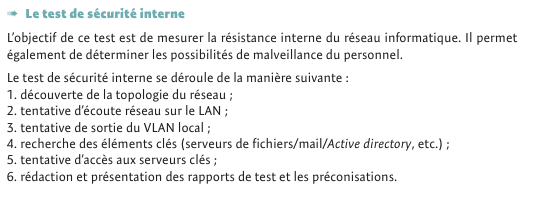 ➠ Le test de sécurité interne
L'objectif de ce test est de mesurer la résistance interne du réseau informatique. Il permet
également de déterminer les possibilités de malveillance du personnel.
Le test de sécurité interne se déroule de la manière suivante :
1. découverte de la topologie du réseau ;
2. tentative d'écoute réseau sur le LAN ;
3. tentative de sortie du VLAN local ;
4. recherche des éléments clés (serveurs de fichiers/mail/Active directory, etc.) ;
5. tentative d'accès aux serveurs clés ;
6. rédaction et présentation des rapports de test et les préconisations.